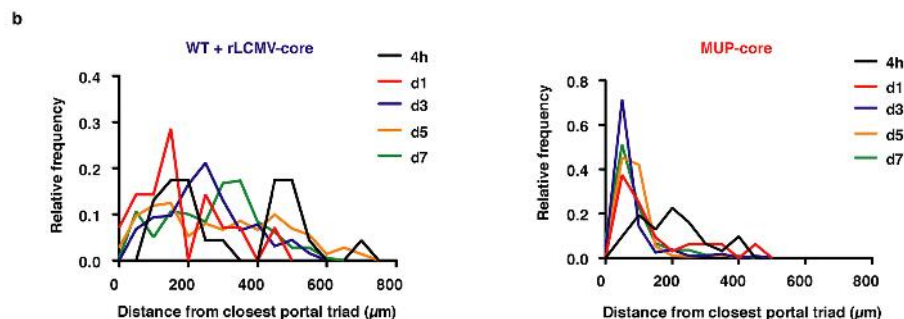 b
WT + rLCMV-core
4h
d1
d3
d5
d7
Relative frequency
0.4
0.3
0.2
0.1
0.0
0
200
400
600
800
Distance from closest portal triad (µm)
MUP-core
4h
d1
d3
d5
d7
Relative frequency
0.8
0.6
0.4
0.2
0.0
0
200
400
600
800
Distance from closest portal triad (µm)